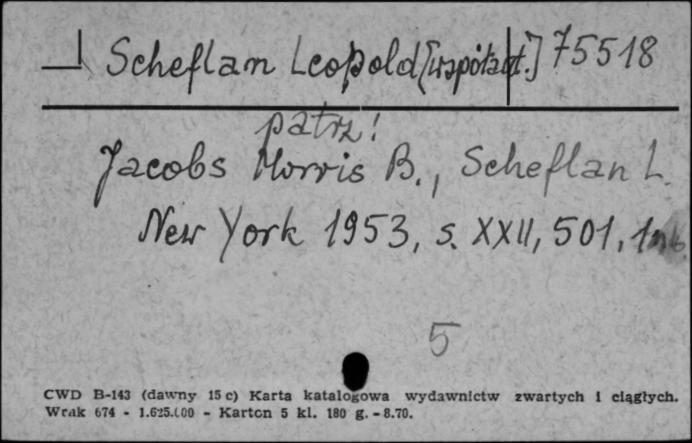 Scheflan Leopold [współaut.] 75518
patrz!
Jacobs Morris B., Scheflan L.
New York 1953, s. XXII, 501, 1 nlb.
5
CWD B-143 (dawny 15 c) Karta katalogowa wydawnictw zwartych i ciągłych.
Wrak 674 - 1.625.000 - Karton 5 kl. 180 g. - 8.70.